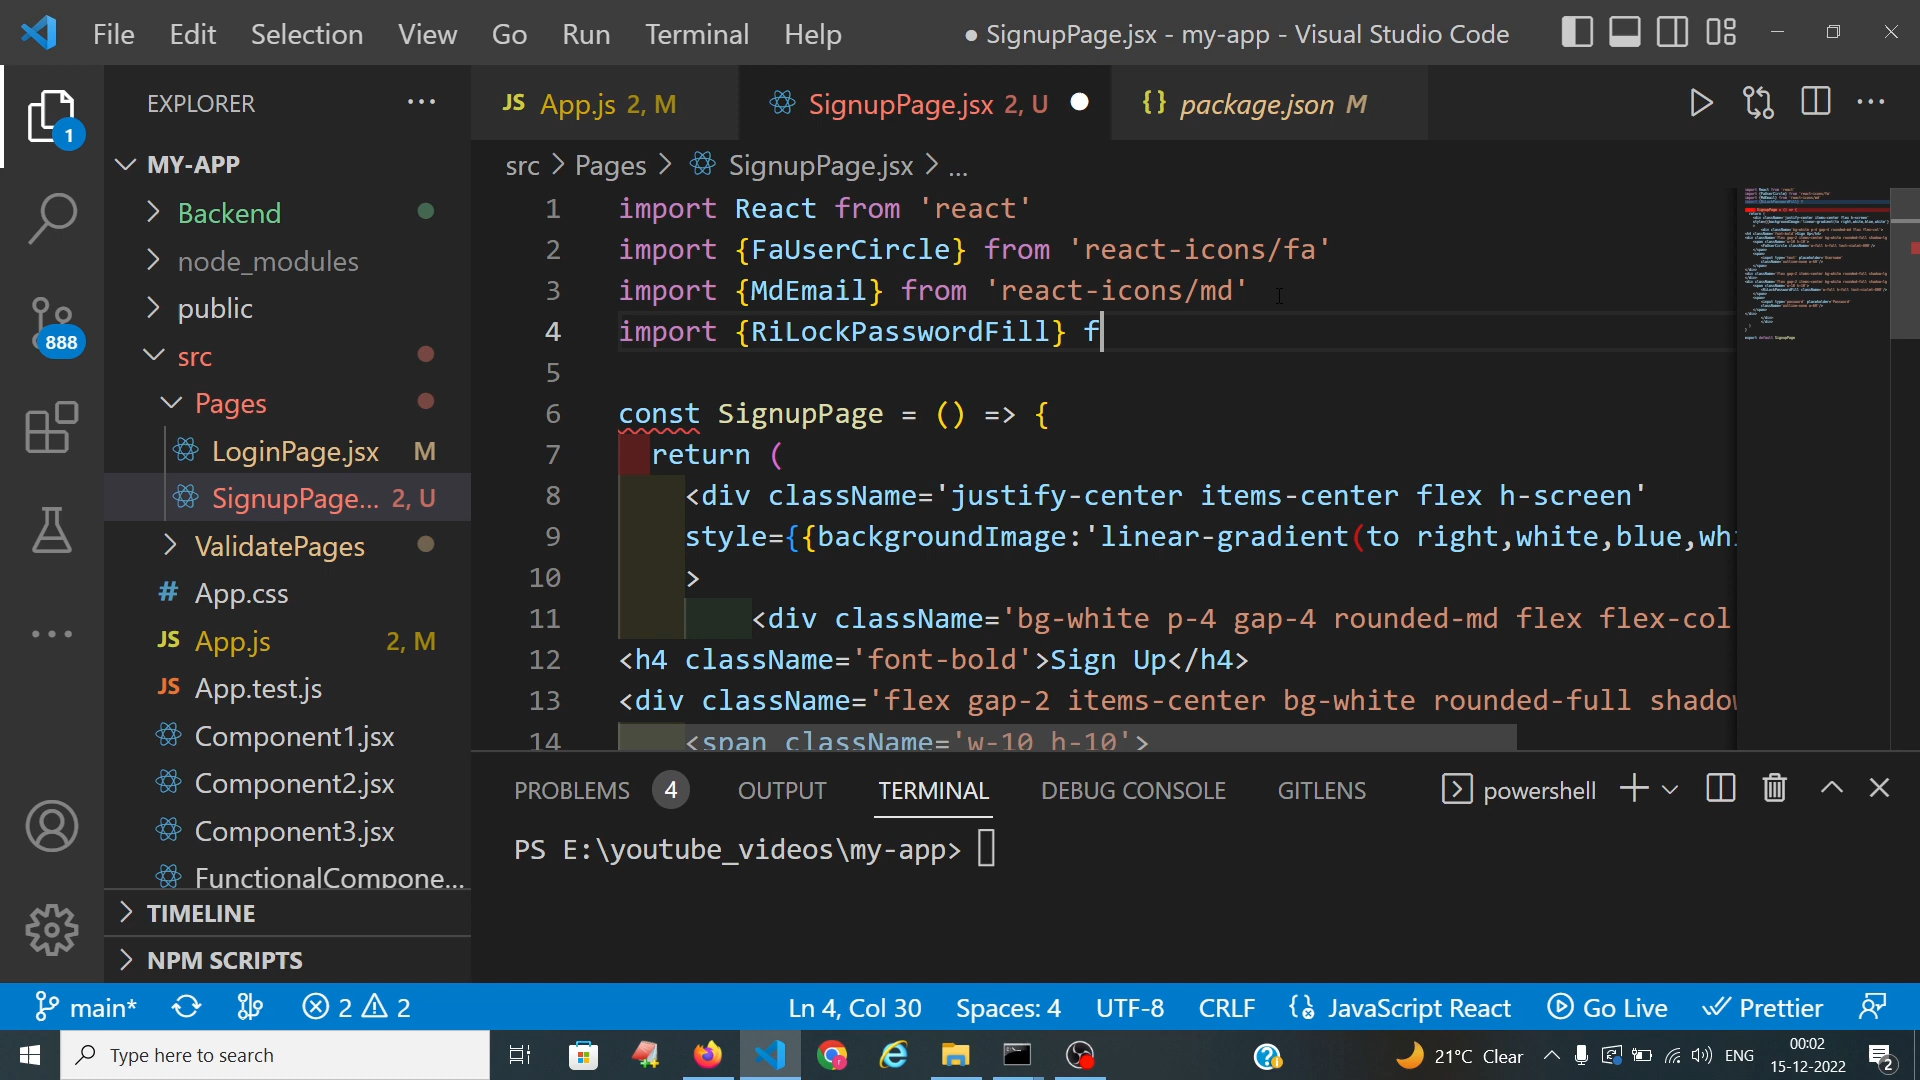 File Edit Selection View Go Run Terminal Help ● SignupPage.jsx - my-app - Visual Studio Code
EXPLORER
JS App.js 2, M SignupPage.jsx 2, U {} package.json M
1
MY-APP
src > Pages > SignupPage.jsx > ...
Backend
node_modules
public
888
src
Pages
LoginPage.jsx M
SignupPage... 2, U
ValidatePages
# App.css
JS App.js 2, M
JS App.test.js
Component1.jsx
Component2.jsx
Component3.jsx
FunctionalCompone...
TIMELINE
NPM SCRIPTS
1 import React from 'react'
2 import {FaUserCircle} from 'react-icons/fa'
3 import {MdEmail} from 'react-icons/md'
4 import {RiLockPasswordFill} f
5
6 const SignupPage = () => {
7 return (
8 <div className='justify-center items-center flex h-screen'
9 style={{backgroundImage:'linear-gradient(to right,white,blue,whi
10 >
11 <div className='bg-white p-4 gap-4 rounded-md flex flex-col
12 <h4 className='font-bold'>Sign Up</h4>
13 <div className='flex gap-2 items-center bg-white rounded-full shadow
14 <span className='w-10 h-10'>
PROBLEMS 4 OUTPUT TERMINAL DEBUG CONSOLE GITLENS powershell
PS E:\youtube_videos\my-app>
main* 2 2 Ln 4, Col 30 Spaces: 4 UTF-8 CRLF JavaScript React Go Live Prettier
Type here to search 21°C Clear ENG 00:02
15-12-2022 2